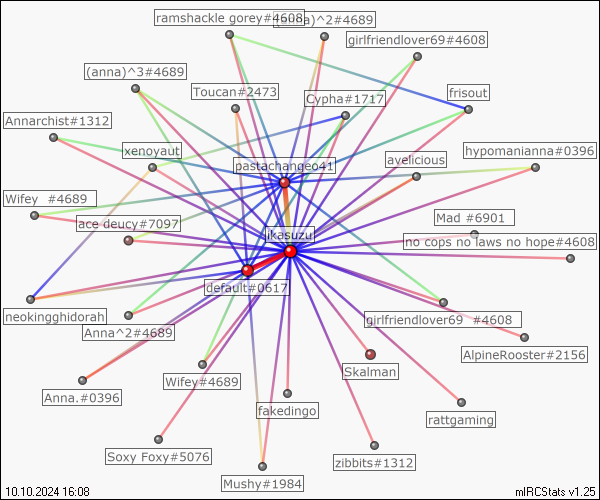 ramshackle gorey#4608
(anna)^2#4689
girlfriendlover69#4608
(anna)^3#4689
Toucan#2473
Cypha#1717
frisout
Annarchist#1312
xenoyaut
pastachangeo41
avelicious
hypomanianna#0396
Wifey #4689
ace deucy#7097
ikasuzu
Mad #6901
no cops no laws no hope#4608
default#0617
neokingghidorah
Anna^2#4689
girlfriendlover69 #4608
AlpineRooster#2156
Anna.#0396
Wifey#4689
Skalman
fakedingo
rattgaming
Soxy Foxy#5076
Mushy#1984
zibbits#1312
10.10.2024 16:08
mIRCStats v1.25